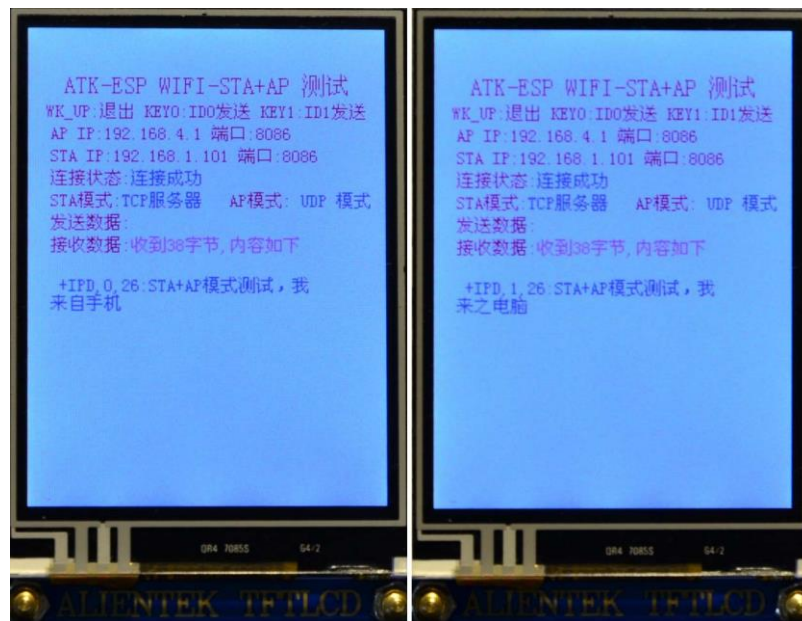 ATK-ESP WIFI-STA+AP 测试
WK_UP:退出 KEY0:ID0发送 KEY1:ID1发送
AP IP:192.168.4.1 端口:8086
STA IP:192.168.1.101 端口:8086
连接状态:连接成功
STA模式:TCP服务器 AP模式: UDP 模式
发送数据:
接收数据:收到38字节,内容如下
+IPD,0,26:STA+AP模式测试，我
来自手机
QR4 7085S G4-2
ALIENTEK TFTLCD
ATK-ESP WIFI-STA+AP 测试
WK_UP:退出 KEY0:ID0发送 KEY1:ID1发送
AP IP:192.168.4.1 端口:8086
STA IP:192.168.1.101 端口:8086
连接状态:连接成功
STA模式:TCP服务器 AP模式: UDP 模式
发送数据:
接收数据:收到38字节,内容如下
+IPD,1,26:STA+AP模式测试，我
来之电脑
QR4 7085S G4-2
ALIENTEK TFTLCD